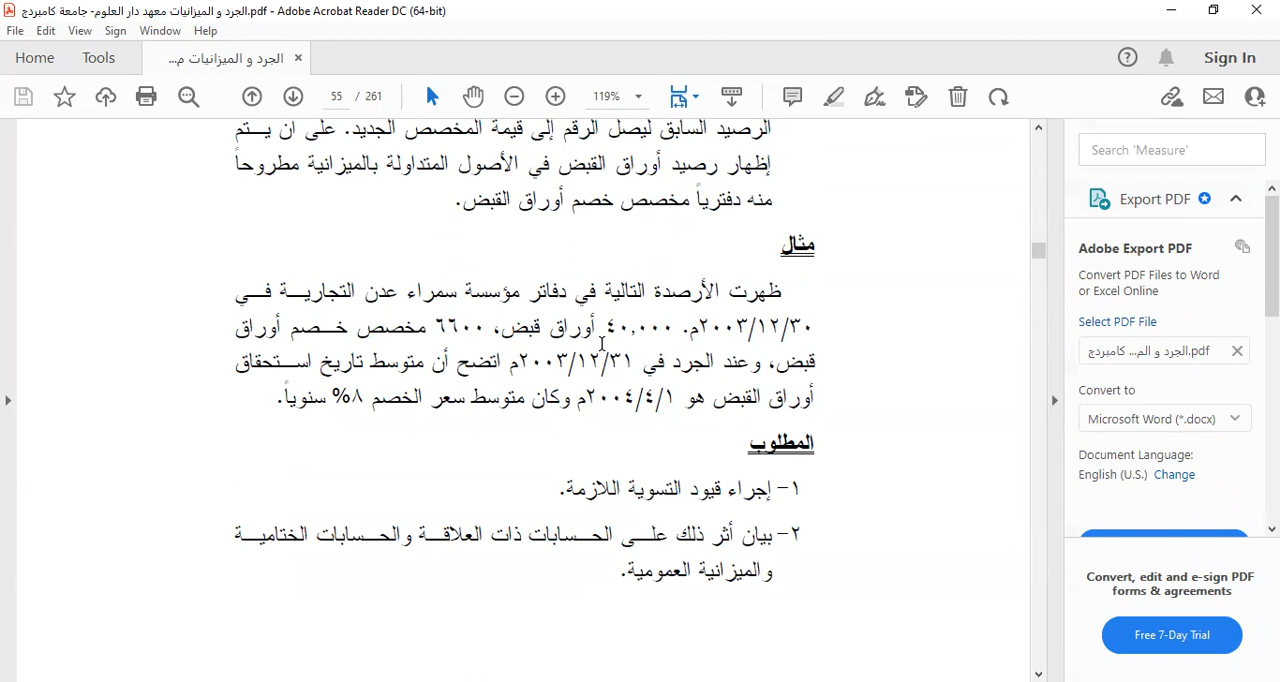 الجرد و الميزانيات معهد دار العلوم- جامعة كامبردج.pdf - Adobe Acrobat Reader DC (64-bit)
File Edit View Sign Window Help
Home Tools الجرد و الميزانيات م... × Sign In
55 / 261 119%
الرصيد السابق ليصل الرقم إلى قيمة المخصص الجديد. على ان يتم
إظهار رصيد أوراق القبض في الأصول المتداولة بالميزانية مطروحاً
منه دفترياً مخصص خصم أوراق القبض.
مثال
ظهرت الأرصدة التالية في دفاتر مؤسسة سمراء عدن التجارية في
٢٠٠٣/١٢/٣٠م. ٤٠,٠٠٠ أوراق قبض، ٦٦٠٠ مخصص خصم أوراق
قبض، وعند الجرد في ٢٠٠٣/١٢/٣١م اتضح أن متوسط تاريخ استحقاق
أوراق القبض هو ٢٠٠٤/٤/١م وكان متوسط سعر الخصم ٨% سنوياً.
المطلوب
١- إجراء قيود التسوية اللازمة.
٢- بيان أثر ذلك على الحسابات ذات العلاقة والحسابات الختامية
والميزانية العمومية.
Search 'Measure'
Export PDF
Adobe Export PDF
Convert PDF Files to Word
or Excel Online
Select PDF File
الجرد و الم... كامبردج.pdf
Convert to
Microsoft Word (*.docx)
Document Language:
English (U.S.) Change
Convert, edit and e-sign PDF
forms & agreements
Free 7-Day Trial